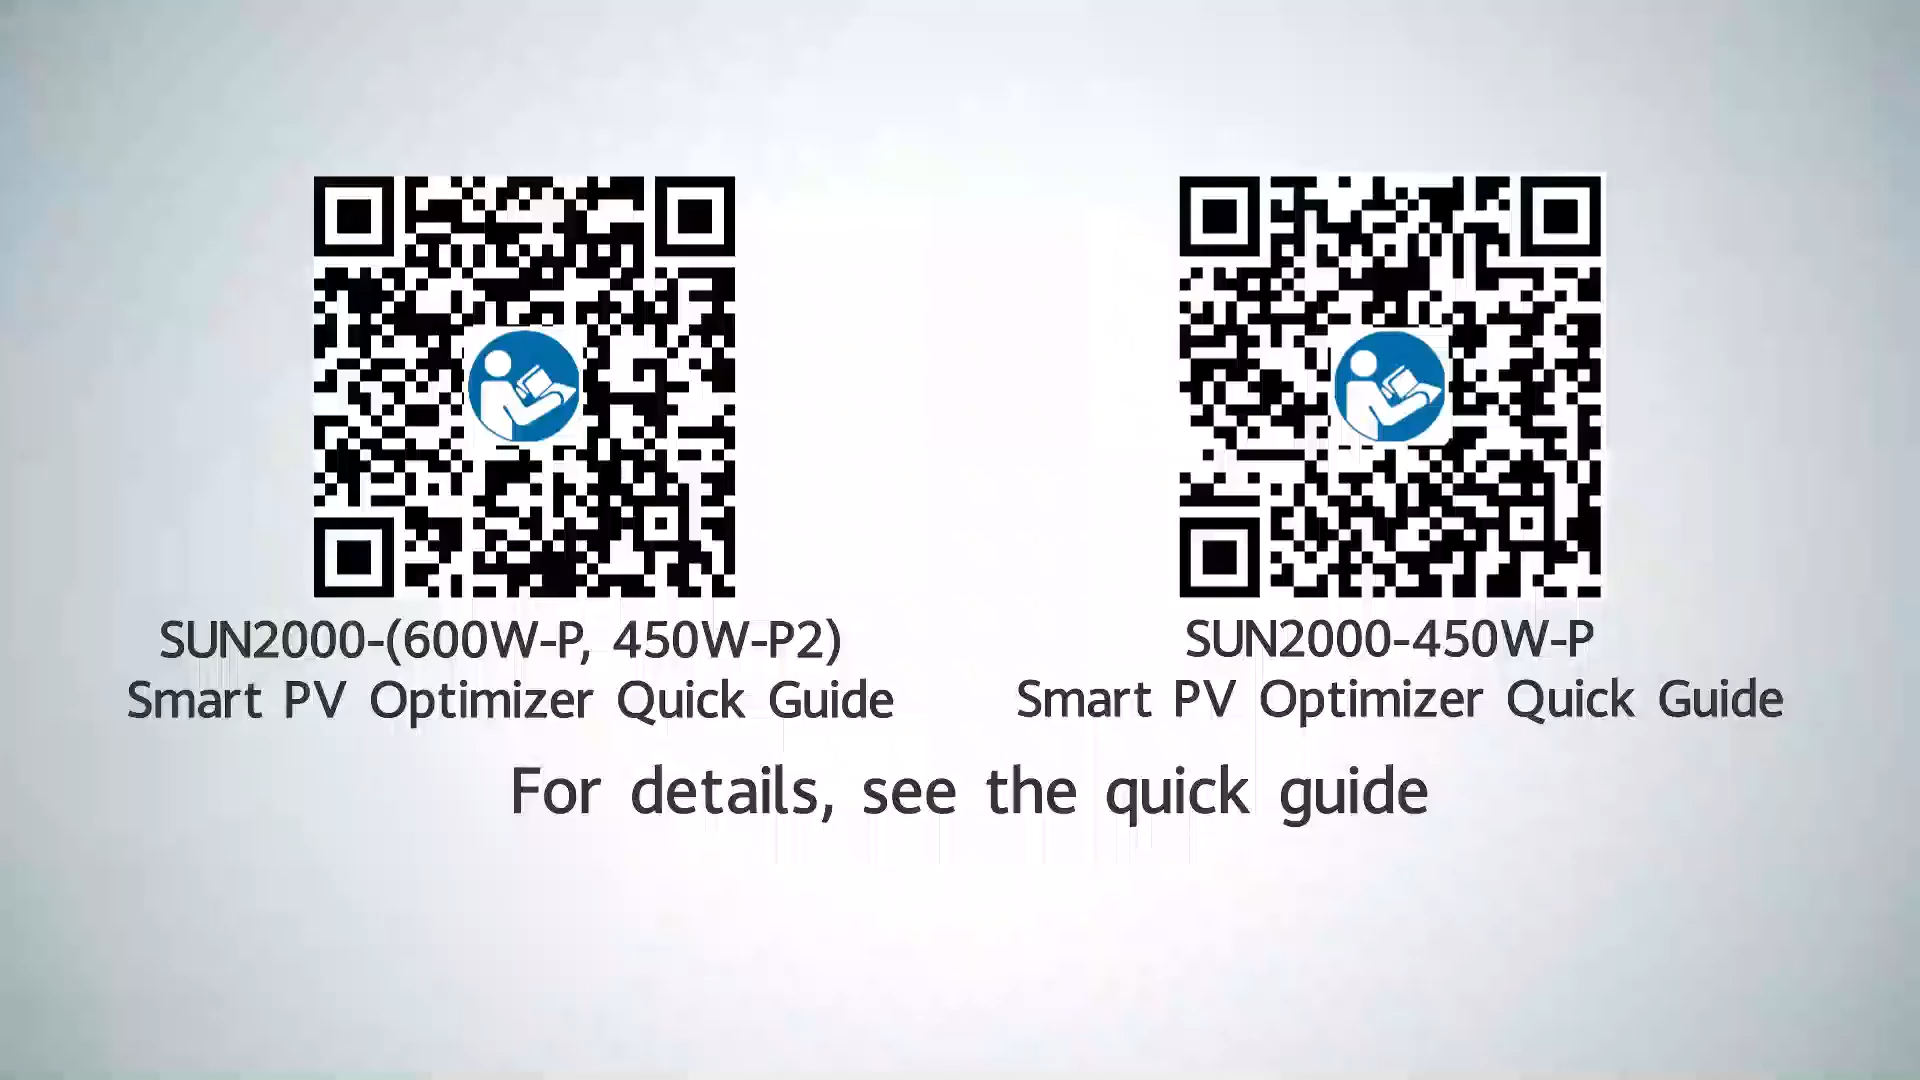 SUN2000-(600W-P, 450W-P2)
Smart PV Optimizer Quick Guide
SUN2000-450W-P
Smart PV Optimizer Quick Guide
For details, see the quick guide